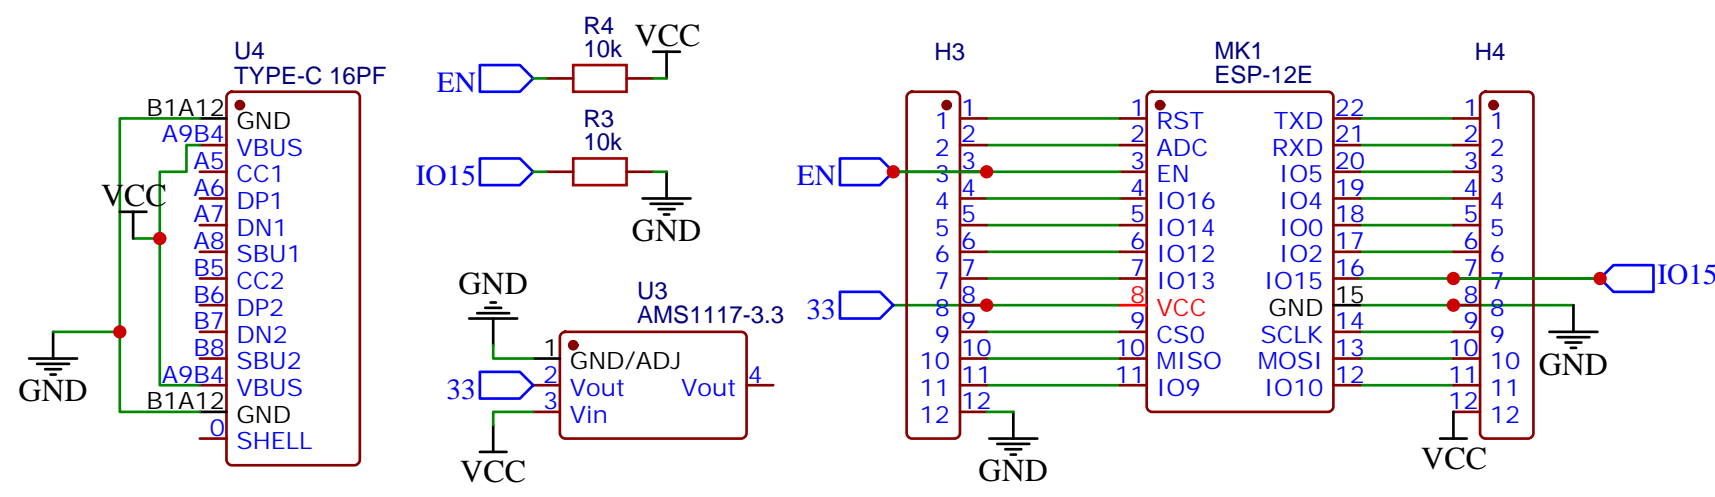 U4
TYPE-C 16PF
B1A12 GND
A9B4 VBUS
A5 CC1
A6 DP1
A7 DN1
A8 SBU1
B5 CC2
B6 DP2
B7 DN2
B8 SBU2
A9B4 VBUS
B1A12 GND
0 SHELL
VCC
GND
R4
10k
EN
VCC
R3
10k
IO15
GND
GND
U3
AMS1117-3.3
1 GND/ADJ
33 2 Vout Vout 4
3 Vin
VCC
H3
1 1
2 2
EN 3 3
4 4
5 5
6 6
7 7
33 8 8
9 9
10 10
11 11
12 12
GND
MK1
ESP-12E
1 RST TXD 22
2 ADC RXD 21
3 EN IO5 20
4 IO16 IO4 19
5 IO14 IO0 18
6 IO12 IO2 17
7 IO13 IO15 16
8 VCC GND 15
9 CS0 SCLK 14
10 MISO MOSI 13
11 IO9 IO10 12
H4
1 1
2 2
3 3
4 4
5 5
6 6
7 7 IO15
8 8
9 9
10 10
11 11
12 12
GND
VCC